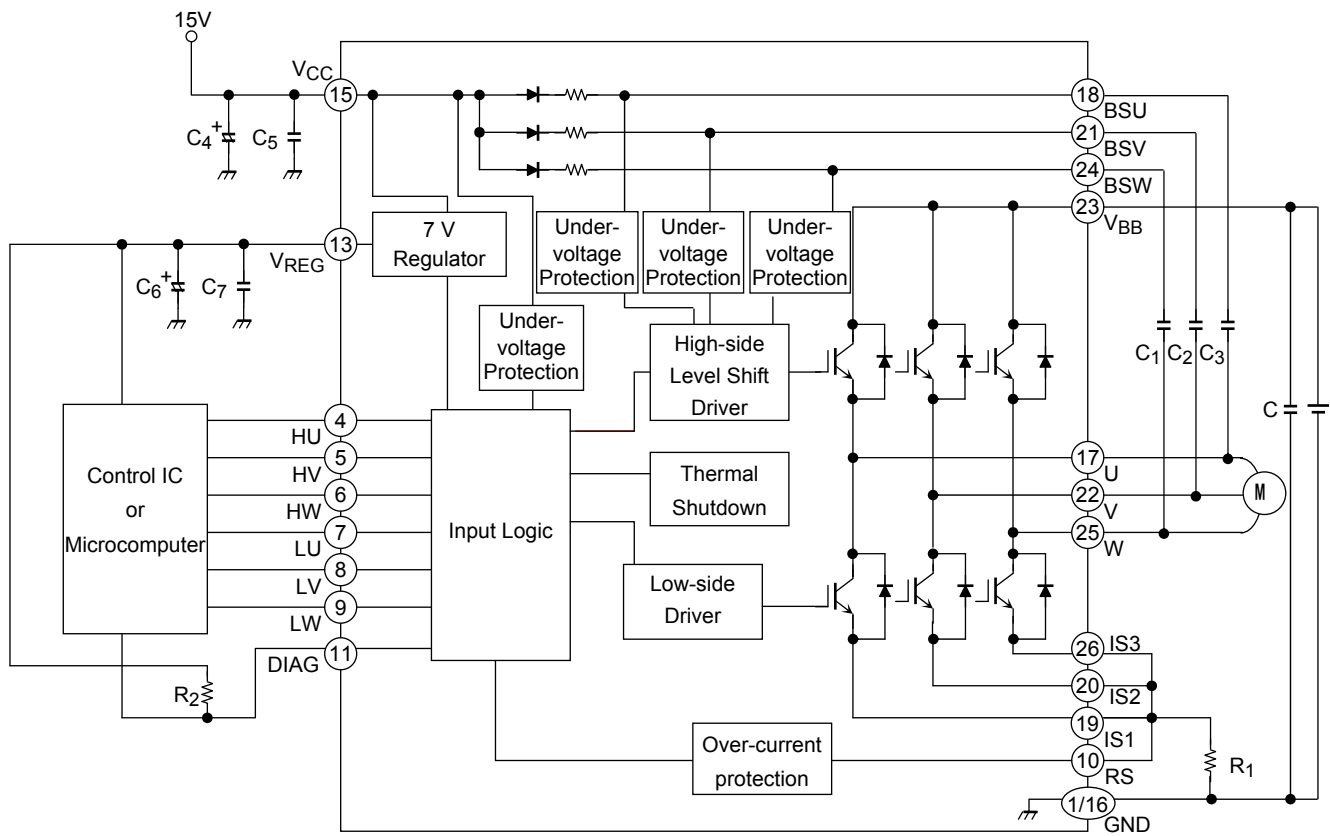 15V
VCC
15
18
BSU
C4
+
C5
21
BSV
24
BSW
23
VBB
7 V
Regulator
13
VREG
C6
+
C7
Under-
voltage
Protection
Under-
voltage
Protection
Under-
voltage
Protection
Under-
voltage
Protection
High-side
Level Shift
Driver
C1
C2
C3
C
Control IC
or
Microcomputer
4
HU
5
HV
6
HW
7
LU
8
LV
9
LW
11
DIAG
R2
Input Logic
Thermal
Shutdown
Low-side
Driver
17
U
22
V
25
W
M
26
IS3
20
IS2
19
IS1
10
RS
Over-current
protection
R1
1/16
GND